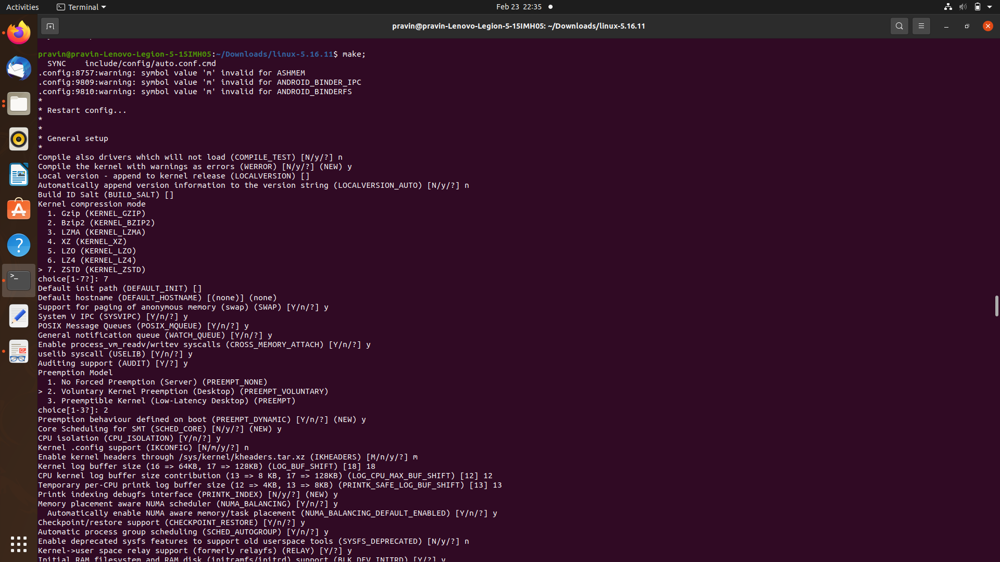 Activities
Terminal
Feb 23 22:35
pravin@pravin-Lenovo-Legion-5-15IMH05: ~/Downloads/linux-5.16.11
pravin@pravin-Lenovo-Legion-5-15IMH05:~/Downloads/linux-5.16.11$ make;
  SYNC    include/config/auto.conf.cmd
.config:8757:warning: symbol value 'm' invalid for ASHMEM
.config:9809:warning: symbol value 'm' invalid for ANDROID_BINDER_IPC
.config:9810:warning: symbol value 'm' invalid for ANDROID_BINDERFS
*
* Restart config...
*
*
* General setup
*
Compile also drivers which will not load (COMPILE_TEST) [N/y/?] n
Compile the kernel with warnings as errors (WERROR) [N/y/?] (NEW) y
Local version - append to kernel release (LOCALVERSION) []
Automatically append version information to the version string (LOCALVERSION_AUTO) [N/y/?] n
Build ID Salt (BUILD_SALT) []
Kernel compression mode
  1. Gzip (KERNEL_GZIP)
  2. Bzip2 (KERNEL_BZIP2)
  3. LZMA (KERNEL_LZMA)
  4. XZ (KERNEL_XZ)
  5. LZO (KERNEL_LZO)
  6. LZ4 (KERNEL_LZ4)
> 7. ZSTD (KERNEL_ZSTD)
choice[1-7?]: 7
Default init path (DEFAULT_INIT) []
Default hostname (DEFAULT_HOSTNAME) [(none)] (none)
Support for paging of anonymous memory (swap) (SWAP) [Y/n/?] y
System V IPC (SYSVIPC) [Y/n/?] y
POSIX Message Queues (POSIX_MQUEUE) [Y/n/?] y
General notification queue (WATCH_QUEUE) [Y/n/?] y
Enable process_vm_readv/writev syscalls (CROSS_MEMORY_ATTACH) [Y/n/?] y
uselib syscall (USELIB) [Y/n/?] y
Auditing support (AUDIT) [Y/?] y
Preemption Model
  1. No Forced Preemption (Server) (PREEMPT_NONE)
> 2. Voluntary Kernel Preemption (Desktop) (PREEMPT_VOLUNTARY)
  3. Preemptible Kernel (Low-Latency Desktop) (PREEMPT)
choice[1-3?]: 2
Preemption behaviour defined on boot (PREEMPT_DYNAMIC) [Y/n/?] (NEW) y
Core Scheduling for SMT (SCHED_CORE) [N/y/?] (NEW) y
CPU isolation (CPU_ISOLATION) [Y/n/?] y
Kernel .config support (IKCONFIG) [N/m/y/?] n
Enable kernel headers through /sys/kernel/kheaders.tar.xz (IKHEADERS) [M/n/y/?] m
Kernel log buffer size (16 => 64KB, 17 => 128KB) (LOG_BUF_SHIFT) [18] 18
CPU kernel log buffer size contribution (13 => 8 KB, 17 => 128KB) (LOG_CPU_MAX_BUF_SHIFT) [12] 12
Temporary per-CPU printk log buffer size (12 => 4KB, 13 => 8KB) (PRINTK_SAFE_LOG_BUF_SHIFT) [13] 13
Printk indexing debugfs interface (PRINTK_INDEX) [N/y/?] (NEW) y
Memory placement aware NUMA scheduler (NUMA_BALANCING) [Y/n/?] y
  Automatically enable NUMA aware memory/task placement (NUMA_BALANCING_DEFAULT_ENABLED) [Y/n/?] y
Checkpoint/restore support (CHECKPOINT_RESTORE) [Y/n/?] y
Automatic process group scheduling (SCHED_AUTOGROUP) [Y/n/?] y
Enable deprecated sysfs features to support old userspace tools (SYSFS_DEPRECATED) [N/y/?] n
Kernel->user space relay support (formerly relayfs) (RELAY) [Y/?] y
Initial RAM filesystem and RAM disk (initramfs/initrd) support (BLK_DEV_INITRD) [Y/?] y